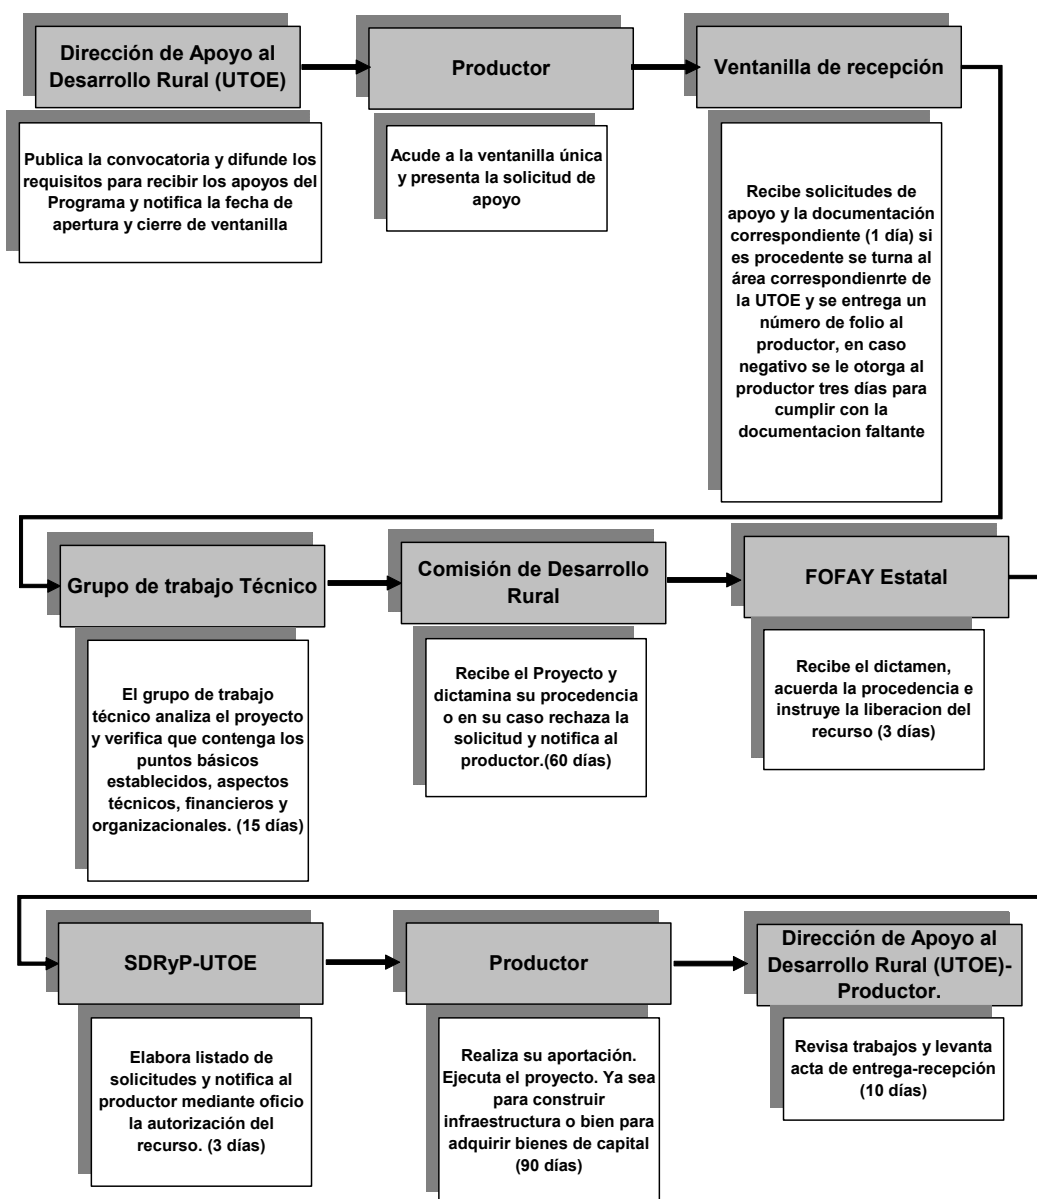 Dirección de Apoyo al
Desarrollo Rural (UTOE)
Publica la convocatoria y difunde los
requisitos para recibir los apoyos del
Programa y notifica la fecha de
apertura y cierre de ventanilla
Productor
Acude a la ventanilla única
y presenta la solicitud de
apoyo
Ventanilla de recepción
Recibe solicitudes de
apoyo y la documentación
correspondiente (1 día) si
es procedente se turna al
área correspondienrte de
la UTOE y se entrega un
número de folio al
productor, en caso
negativo se le otorga al
productor tres días para
cumplir con la
documentacion faltante
Grupo de trabajo Técnico
El grupo de trabajo
técnico analiza el proyecto
y verifica que contenga los
puntos básicos
establecidos, aspectos
técnicos, financieros y
organizacionales. (15 días)
Comisión de Desarrollo
Rural
Recibe el Proyecto y
dictamina su procedencia
o en su caso rechaza la
solicitud y notifica al
productor.(60 días)
FOFAY Estatal
Recibe el dictamen,
acuerda la procedencia e
instruye la liberacion del
recurso (3 días)
SDRyP-UTOE
Elabora listado de
solicitudes y notifica al
productor mediante oficio
la autorización del
recurso. (3 días)
Productor
Realiza su aportación.
Ejecuta el proyecto. Ya sea
para construir
infraestructura o bien para
adquirir bienes de capital
(90 días)
Dirección de Apoyo al
Desarrollo Rural (UTOE)-
Productor.
Revisa trabajos y levanta
acta de entrega-recepción
(10 días)